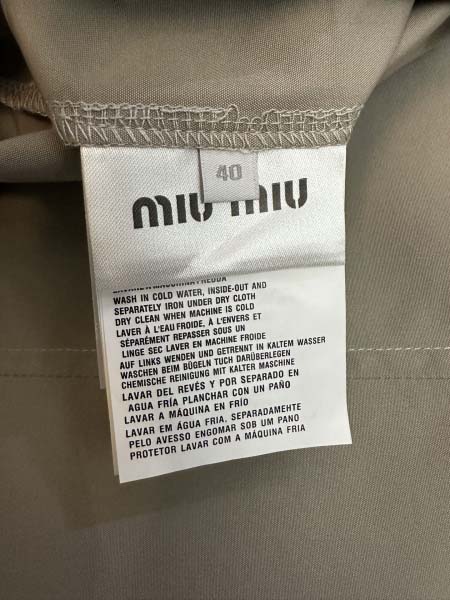 40
miu miu
WASH IN COLD WATER, INSIDE-OUT AND
SEPARATELY IRON UNDER DRY CLOTH
DRY CLEAN WHEN MACHINE IS COLD
LAVER À L'EAU FROIDE, À L'ENVERS ET
SÉPARÉMENT REPASSER SOUS UN
LINGE SEC LAVER EN MACHINE FROIDE
AUF LINKS WENDEN UND GETRENNT IN KALTEM WASSER
WASCHEN BEIM BÜGELN TUCH DARÜBERLEGEN
CHEMISCHE REINIGUNG MIT KALTER MASCHINE
LAVAR DEL REVÉS Y POR SEPARADO EN
AGUA FRÍA PLANCHAR CON UN PAÑO
LAVAR A MÁQUINA EN FRÍO
LAVAR EM ÁGUA FRIA, SEPARADAMENTE
PELO AVESSO ENGOMAR SOB UM PANO
PROTETOR LAVAR COM A MÁQUINA FRIA